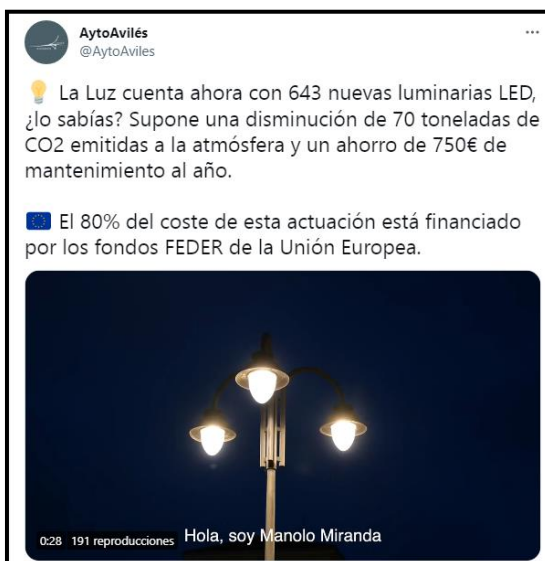 AytoAvilés
@AytoAviles
La Luz cuenta ahora con 643 nuevas luminarias LED,
¿lo sabías? Supone una disminución de 70 toneladas de
CO2 emitidas a la atmósfera y un ahorro de 750€ de
mantenimiento al año.
El 80% del coste de esta actuación está financiado
por los fondos FEDER de la Unión Europea.
0:28 191 reproducciones
Hola, soy Manolo Miranda